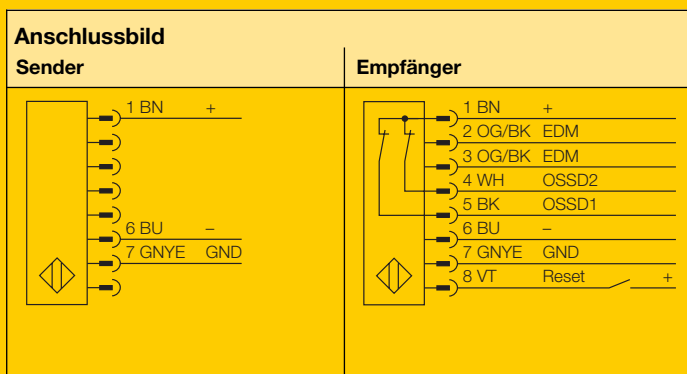 Anschlussbild
Sender
1 BN +
6 BU –
7 GNYE GND
Empfänger
1 BN +
2 OG/BK EDM
3 OG/BK EDM
4 WH OSSD2
5 BK OSSD1
6 BU –
7 GNYE GND
8 VT Reset +